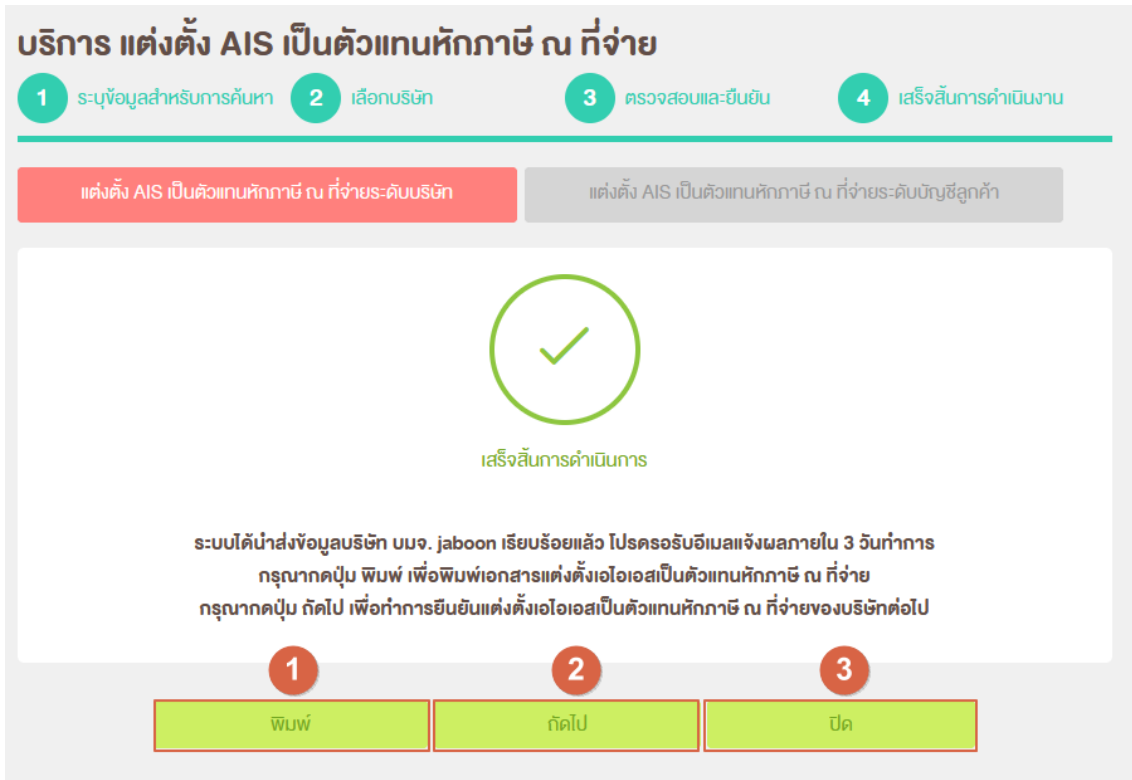 บริการ แต่งตั้ง AIS เป็นตัวแทนหักภาษี ณ ที่จ่าย
1 ระบุข้อมูลสำหรับการค้นหา 2 เลือกบริษัท 3 ตรวจสอบและยืนยัน 4 เสร็จสิ้นการดำเนินงาน
แต่งตั้ง AIS เป็นตัวแทนหักภาษี ณ ที่จ่ายระดับบริษัท แต่งตั้ง AIS เป็นตัวแทนหักภาษี ณ ที่จ่ายระดับบัญชีลูกค้า
เสร็จสิ้นการดำเนินการ
ระบบได้นำส่งข้อมูลบริษัท บมจ. jaboon เรียบร้อยแล้ว โปรดรอรับอีเมลแจ้งผลภายใน 3 วันทำการ
กรุณากดปุ่ม พิมพ์ เพื่อพิมพ์เอกสารแต่งตั้งเอไอเอสเป็นตัวแทนหักภาษี ณ ที่จ่าย
กรุณากดปุ่ม ถัดไป เพื่อทำการยืนยันแต่งตั้งเอไอเอสเป็นตัวแทนหักภาษี ณ ที่จ่ายของบริษัทต่อไป
1 2 3
พิมพ์ ถัดไป ปิด